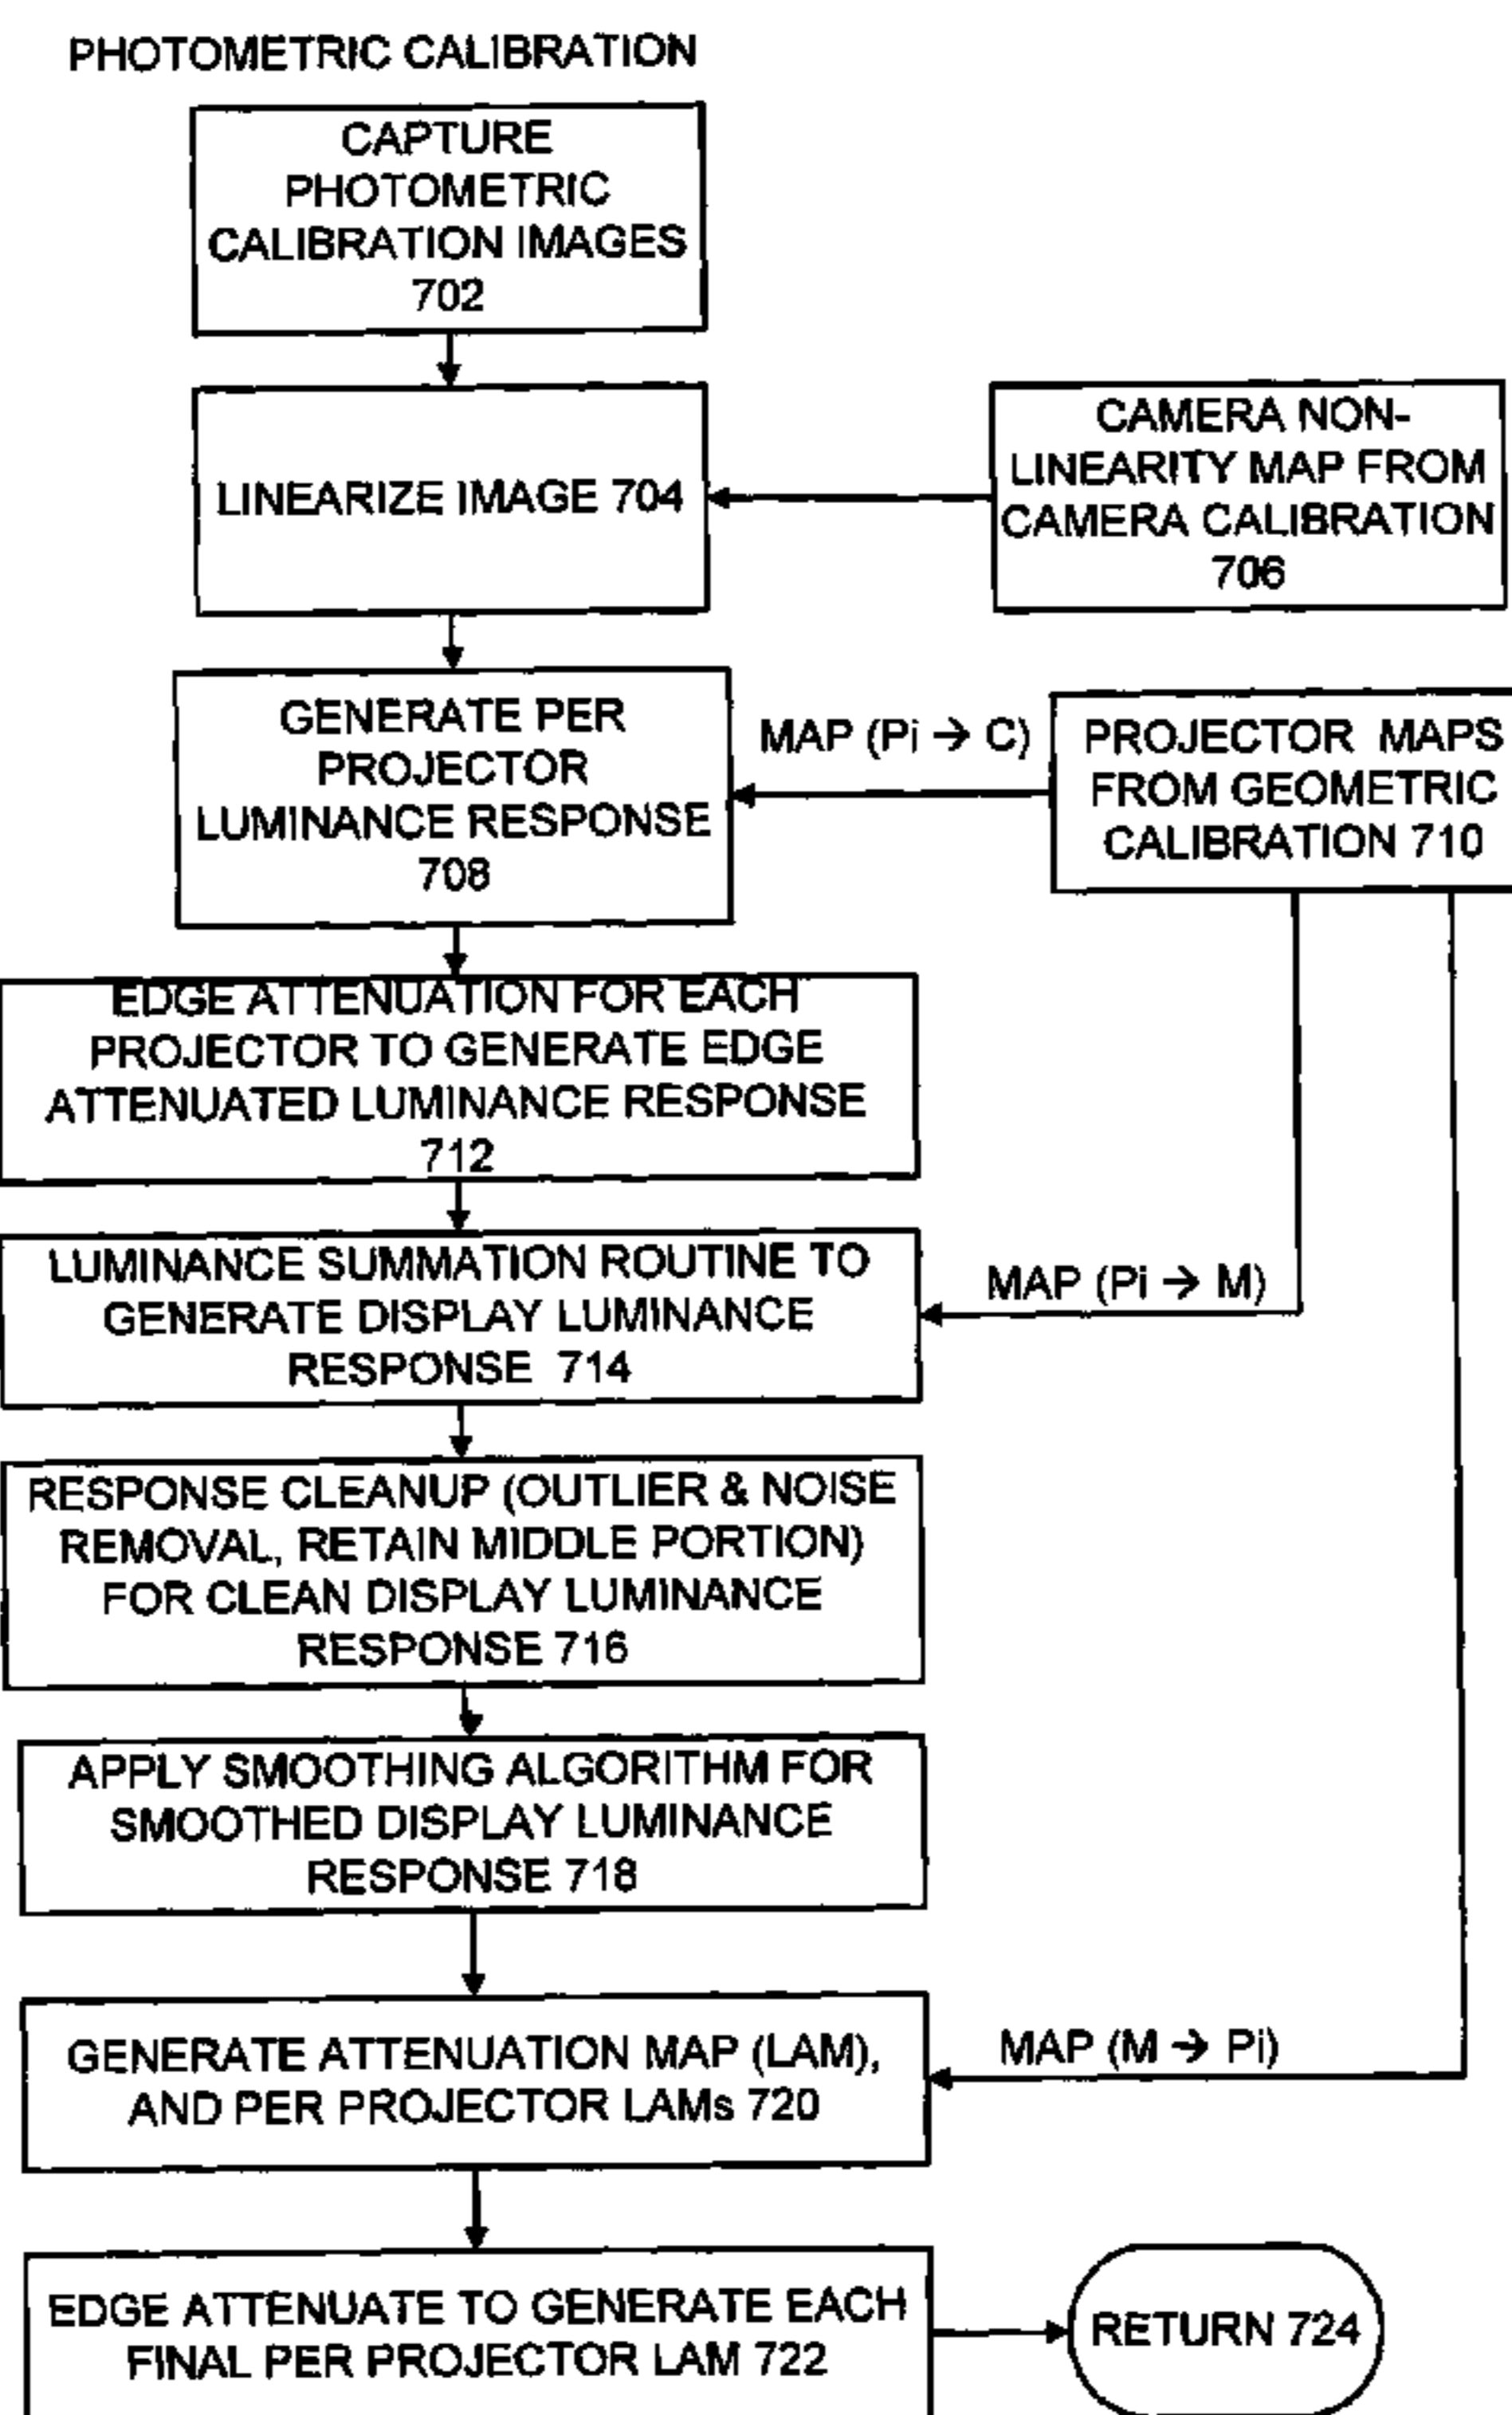 PHOTOMETRIC CALIBRATION
CAPTURE
PHOTOMETRIC
CALIBRATION IMAGES
702
LINEARIZE IMAGE 704
CAMERA NON-
LINEARITY MAP FROM
CAMERA CALIBRATION
706
GENERATE PER
PROJECTOR
LUMINANCE RESPONSE
708
MAP (Pi → C)
PROJECTOR MAPS
FROM GEOMETRIC
CALIBRATION 710
EDGE ATTENUATION FOR EACH
PROJECTOR TO GENERATE EDGE
ATTENUATED LUMINANCE RESPONSE
712
LUMINANCE SUMMATION ROUTINE TO
GENERATE DISPLAY LUMINANCE
RESPONSE 714
MAP (Pi → M)
RESPONSE CLEANUP (OUTLIER & NOISE
REMOVAL, RETAIN MIDDLE PORTION)
FOR CLEAN DISPLAY LUMINANCE
RESPONSE 716
APPLY SMOOTHING ALGORITHM FOR
SMOOTHED DISPLAY LUMINANCE
RESPONSE 718
GENERATE ATTENUATION MAP (LAM),
AND PER PROJECTOR LAMs 720
MAP (M → Pi)
EDGE ATTENUATE TO GENERATE EACH
FINAL PER PROJECTOR LAM 722
RETURN 724